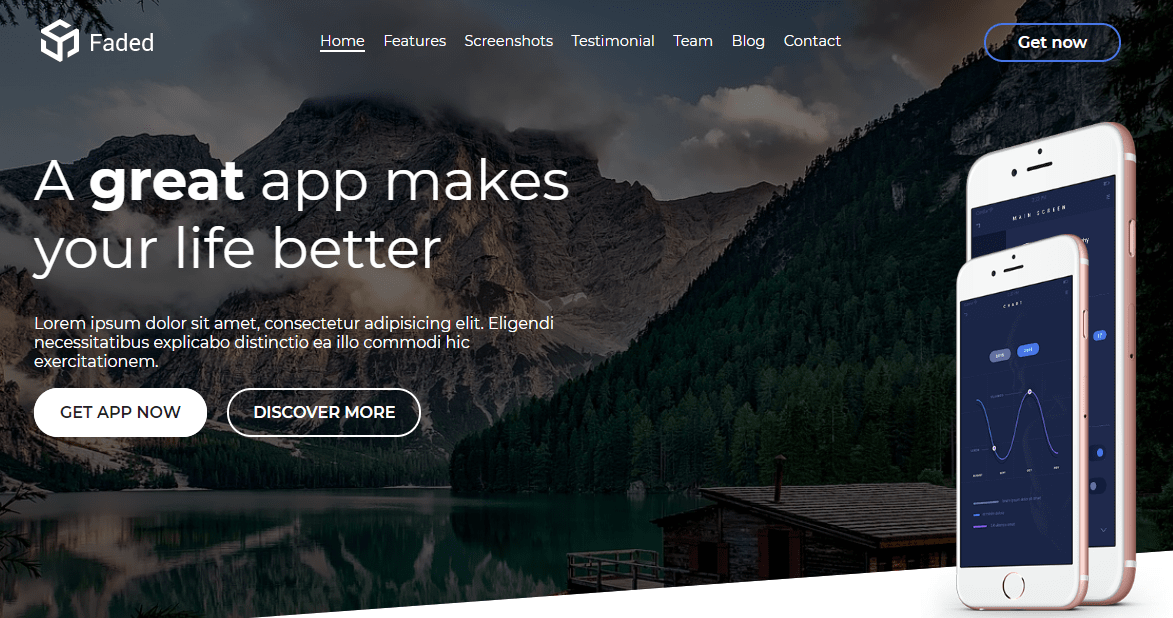 Faded
Home Features Screenshots Testimonial Team Blog Contact
Get now
A great app makes
your life better
Lorem ipsum dolor sit amet, consectetur adipisicing elit. Eligendi
necessitatibus explicabo distinctio ea illo commodi hic
exercitationem.
GET APP NOW
DISCOVER MORE
MAIN SCREEN
CHART
17